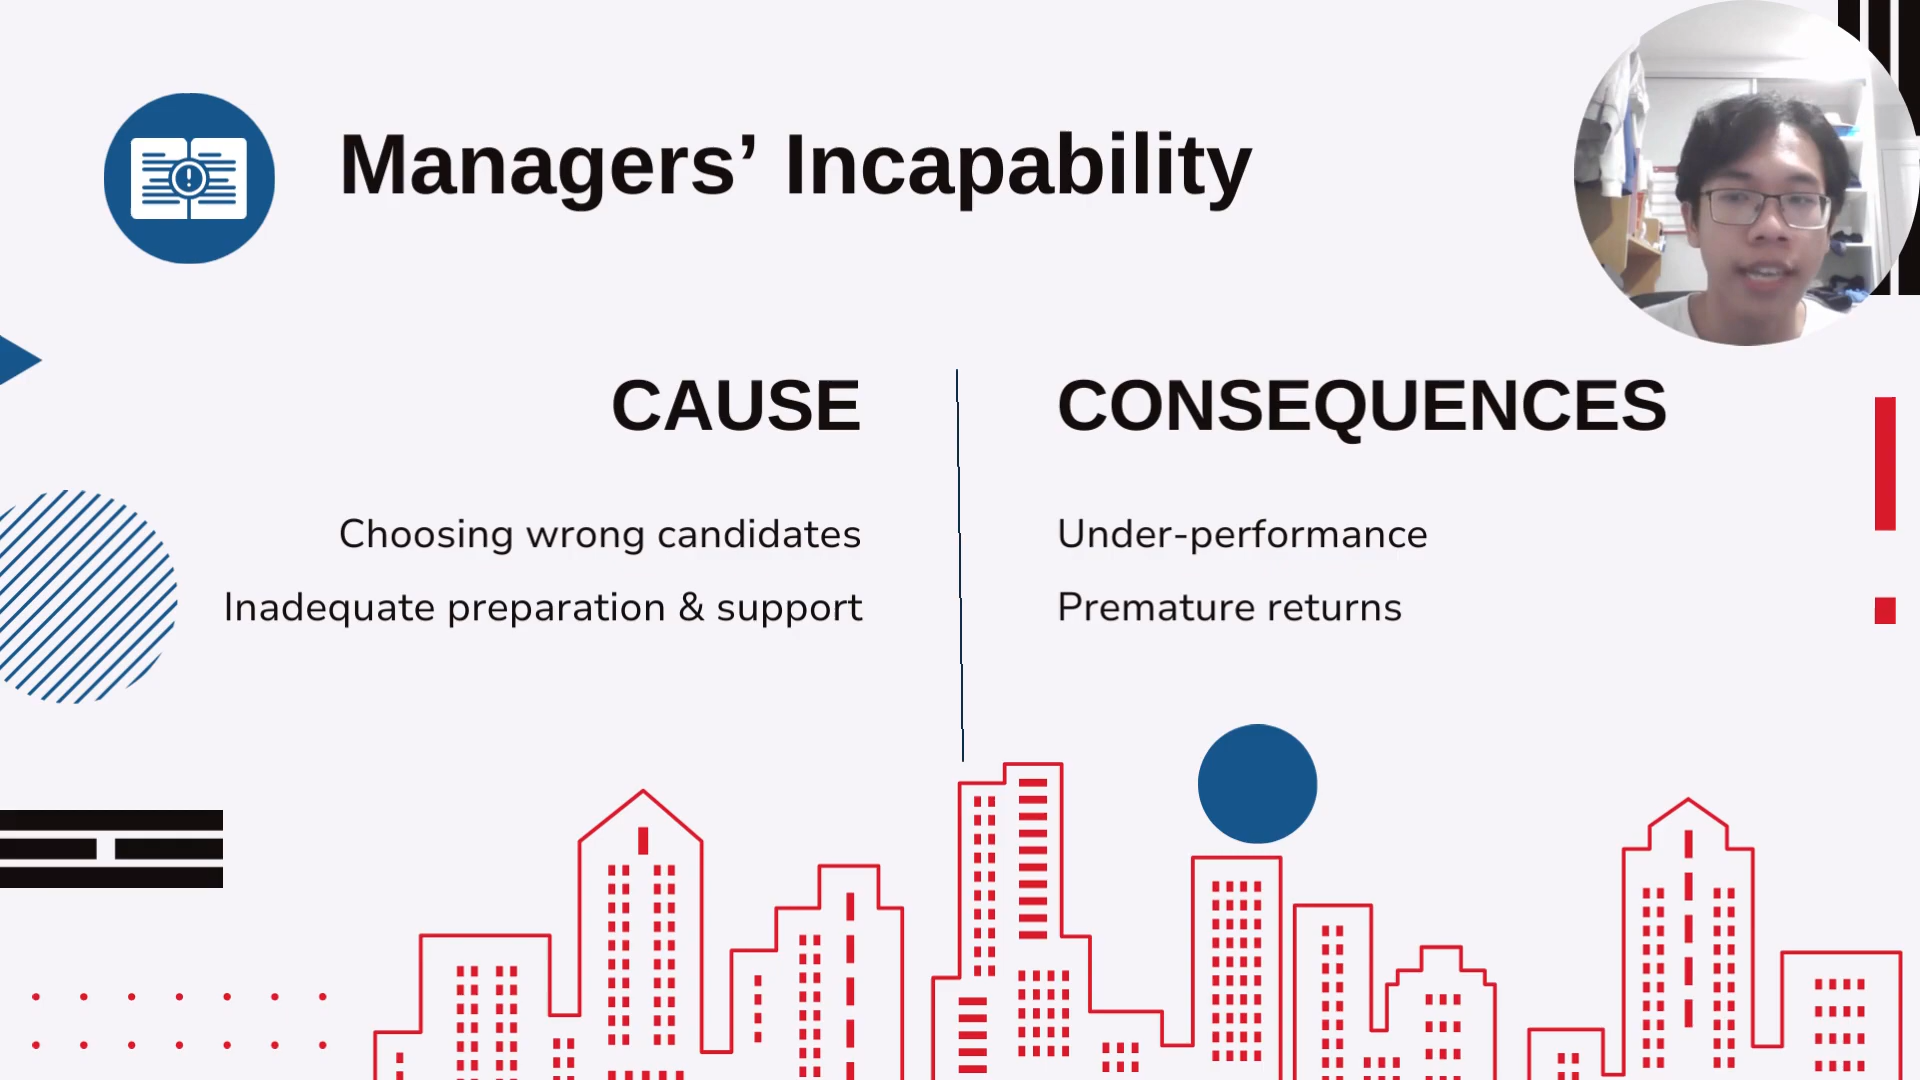 Managers’ Incapability
CAUSE
Choosing wrong candidates
Inadequate preparation & support
CONSEQUENCES
Under-performance
Premature returns